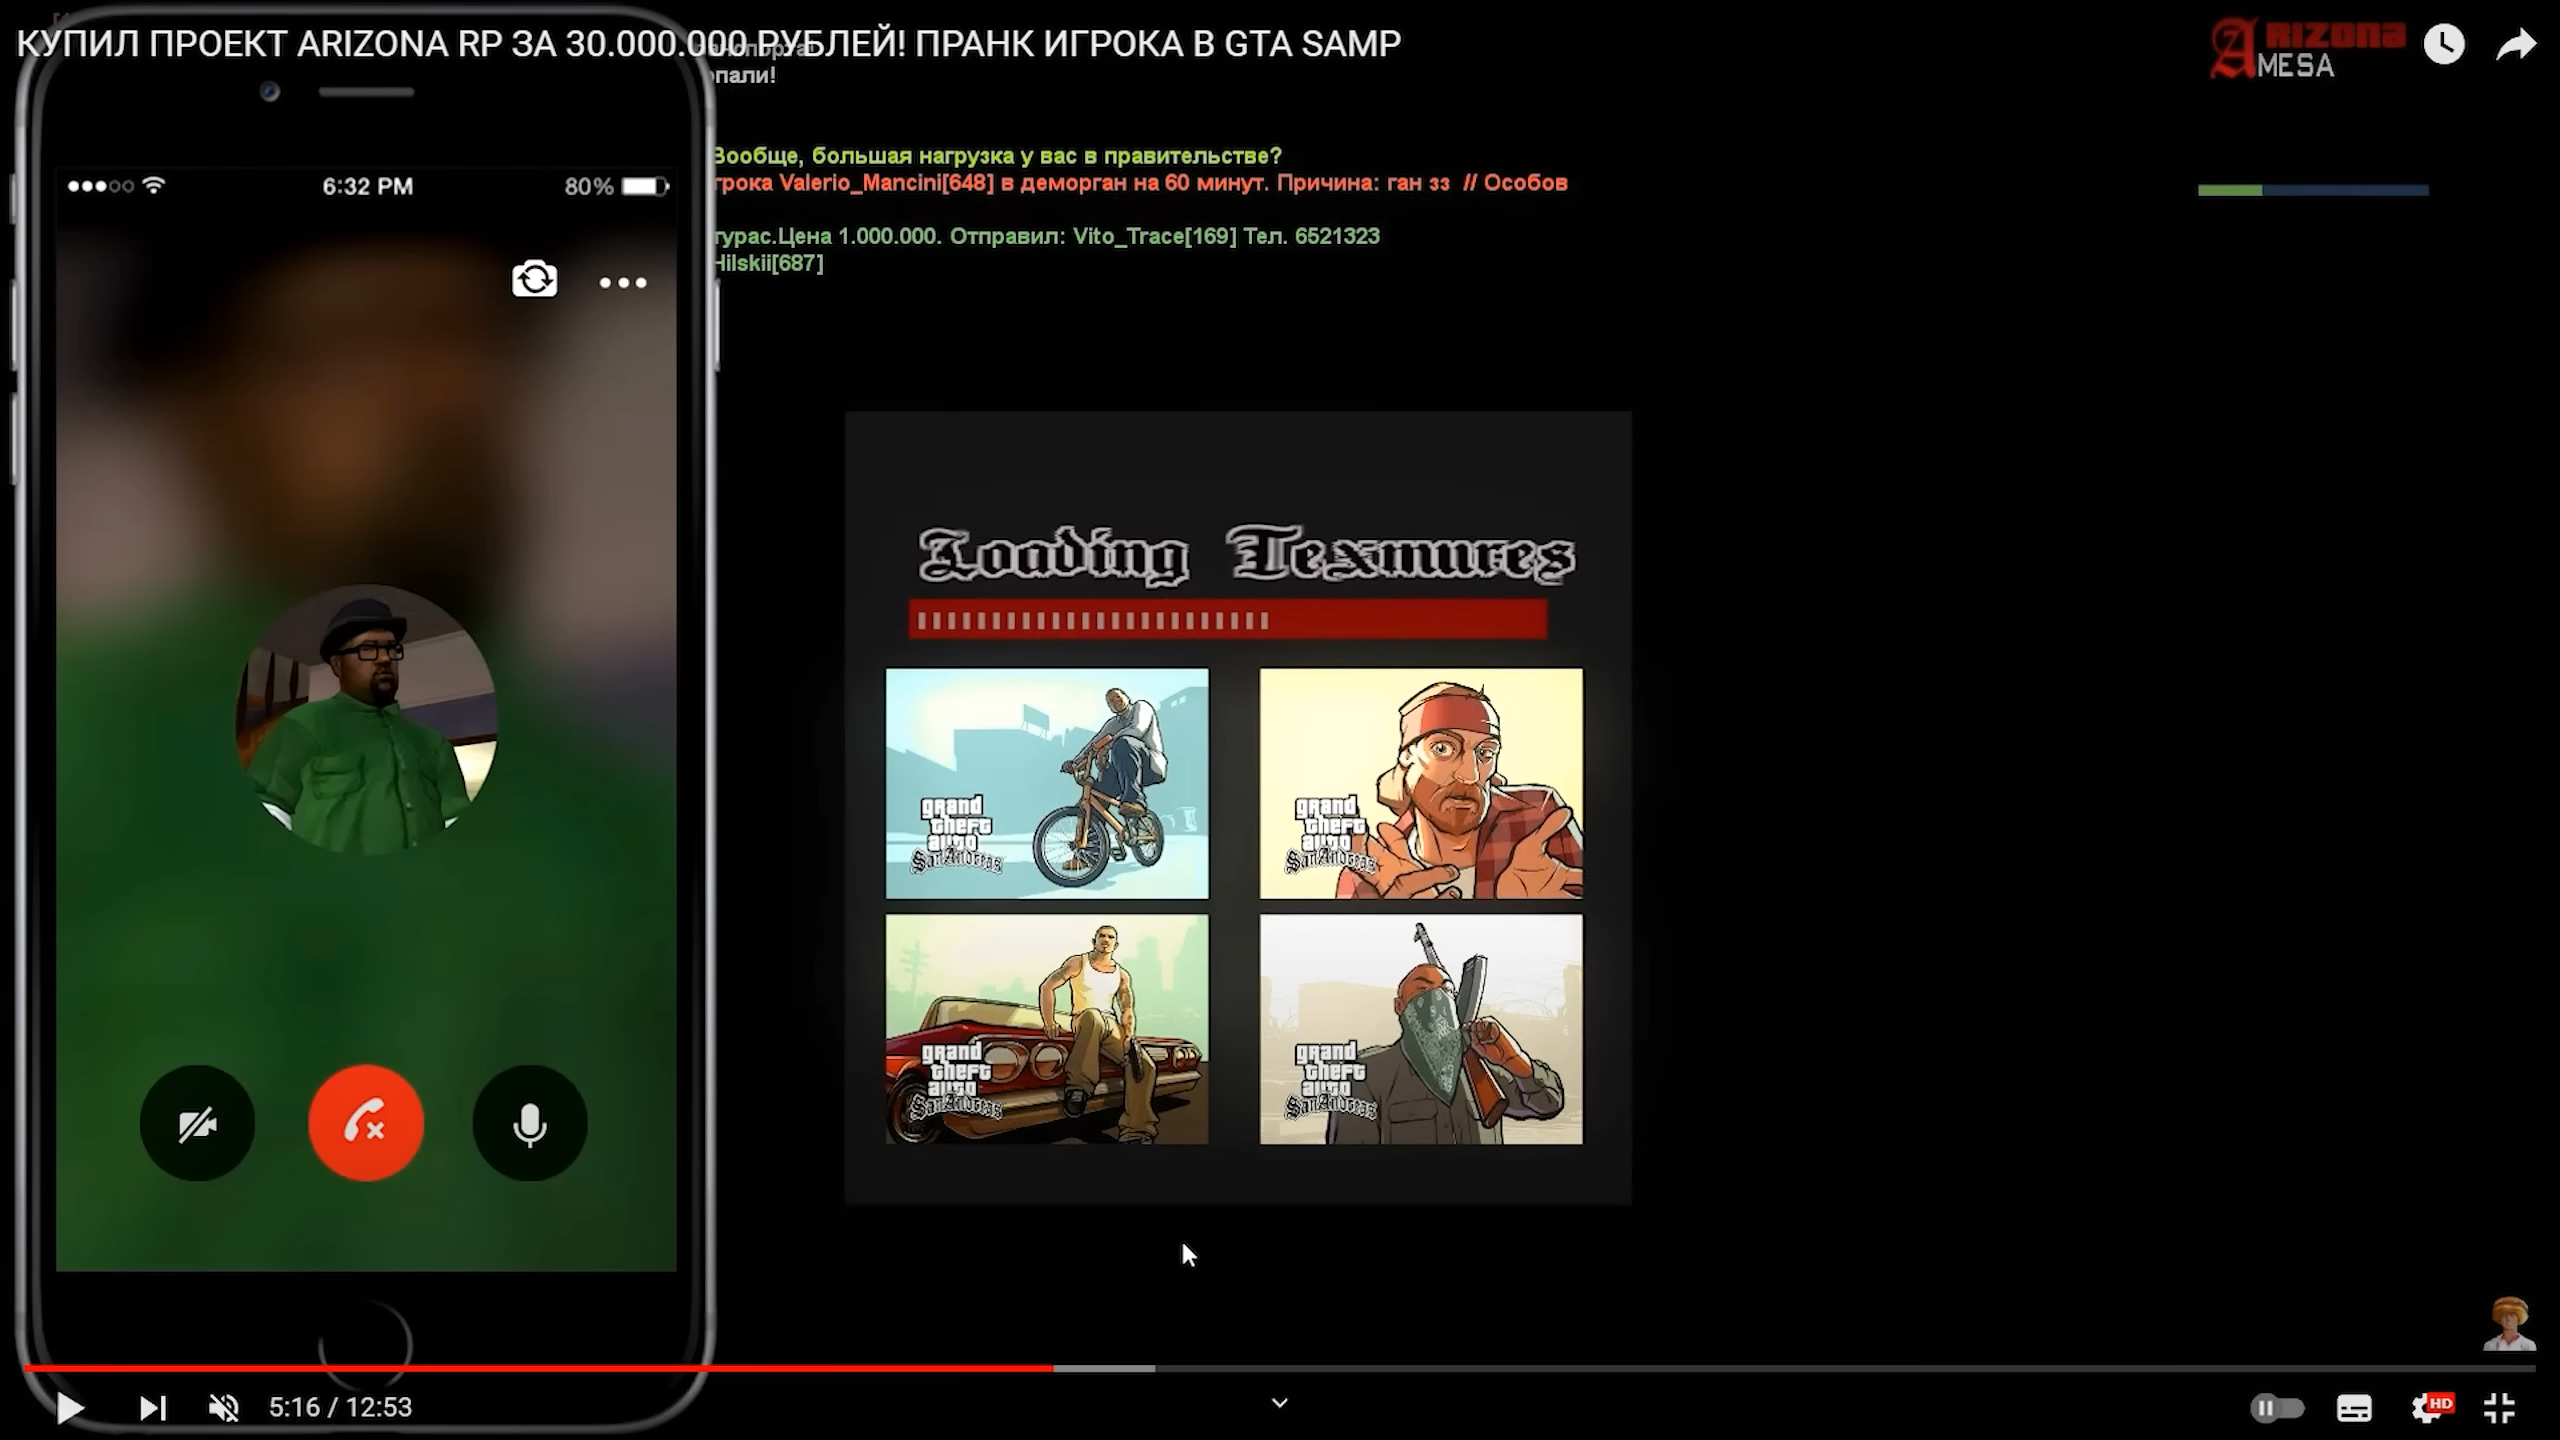 КУПИЛ ПРОЕКТ ARIZONA RP ЗА 30.000.000 РУБЛЕЙ! ПРАНК ИГРОКА В GTA SAMP
Arizona
MESA
опали!
6:32 PM
80%
Вообще, большая нагрузка у вас в правительстве?
грока Valerio_Mancini[648] в деморган на 60 минут. Причина: ган зз // Особов
турас.Цена 1.000.000. Отправил: Vito_Trace[169] Тел. 6521323
Hilskii[687]
Loading Texmures
grand theft auto San Andreas
grand theft auto San Andreas
grand theft auto San Andreas
grand theft auto San Andreas
5:16 / 12:53
HD